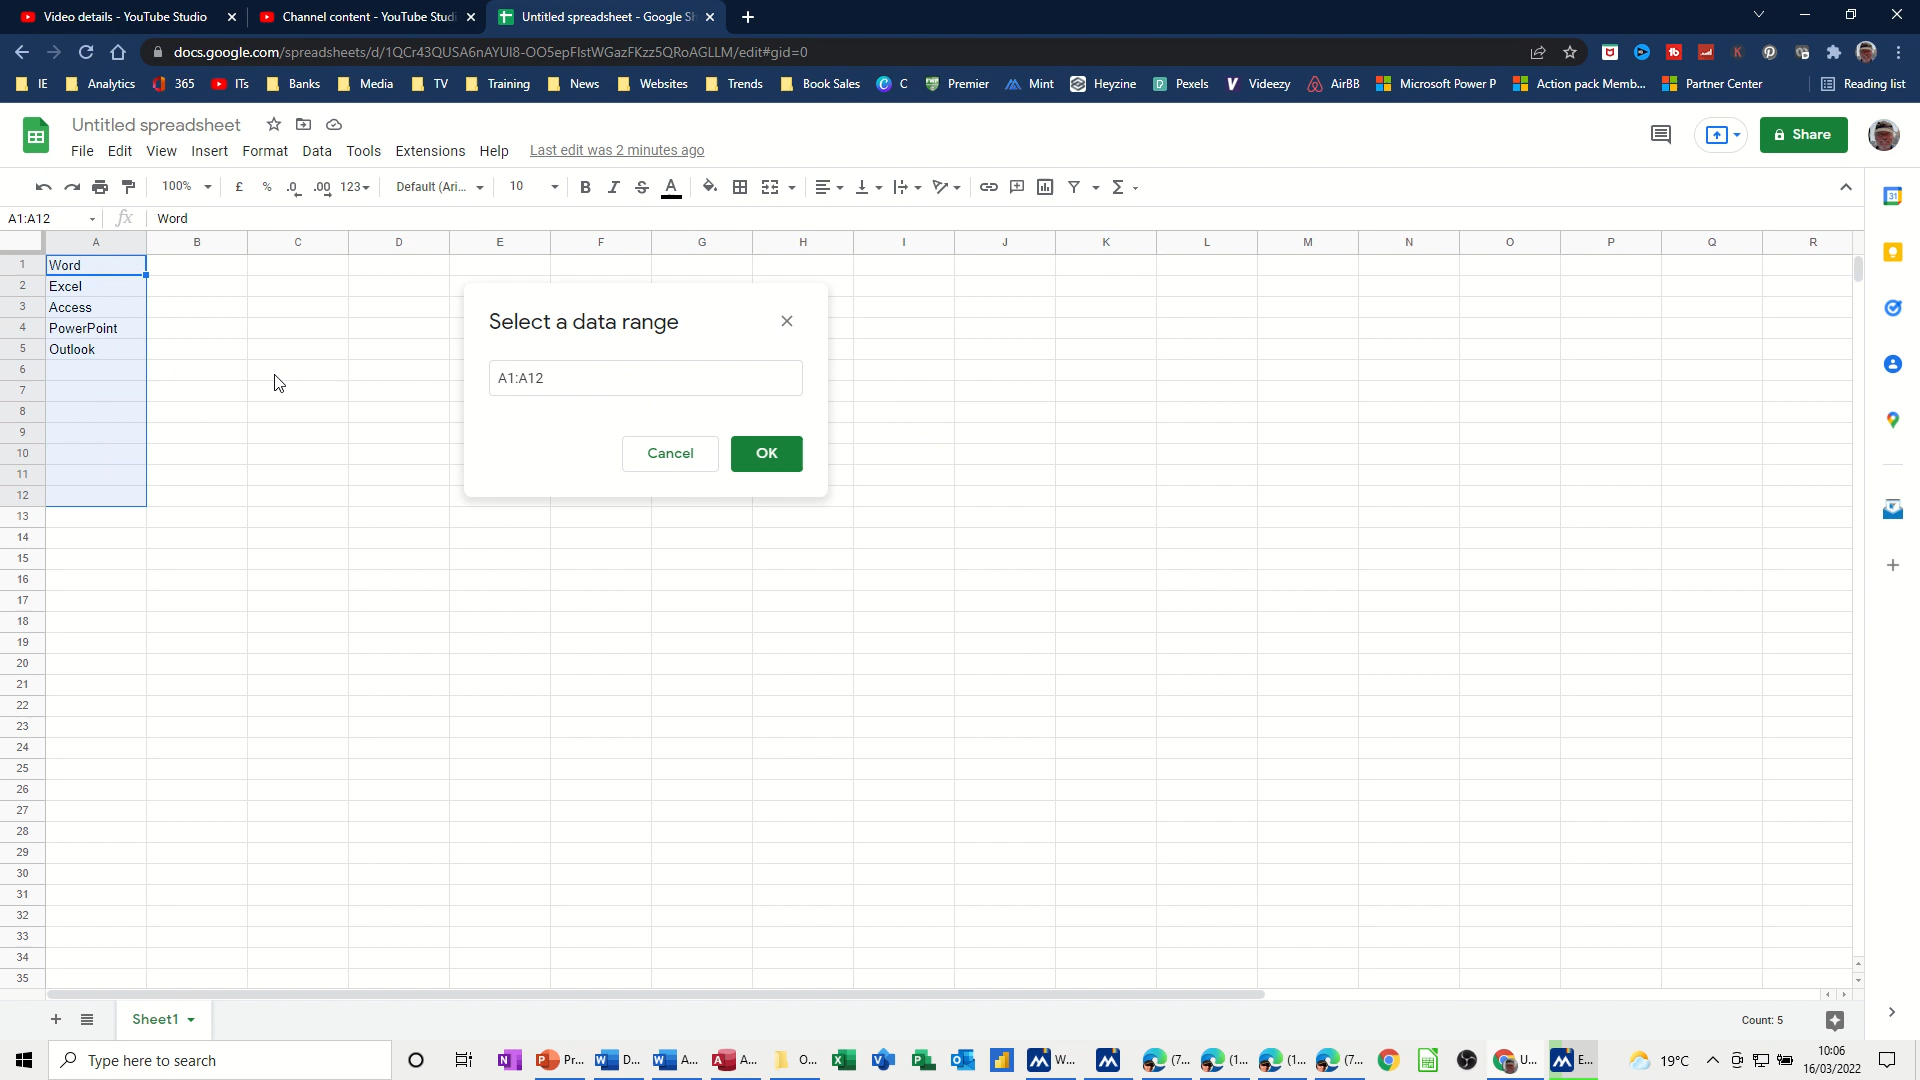 Video details - YouTube Studio
Channel content - YouTube Studi
Untitled spreadsheet - Google Sh
docs.google.com/spreadsheets/d/1QCr43QUSA6nAYUI8-OO5epFIstWGazFKzz5QRoAGLLM/edit#gid=0
IE Analytics 365 ITs Banks Media TV Training News Websites Trends Book Sales C Premier Mint Heyzine Pexels Videezy AirBB Microsoft Power P Action pack Memb... Partner Center Reading list
Untitled spreadsheet
Share
File Edit View Insert Format Data Tools Extensions Help Last edit was 2 minutes ago
100% £ % .0 .00 123 Default (Ari... 10 B I S A Σ
A1:A12 fx Word
A B C D E F G H I J K L M N O P Q R
1 Word
2 Excel
3 Access
4 PowerPoint
5 Outlook
6
7
8
9
10
11
12
13
14
15
16
17
18
19
20
21
22
23
24
25
26
27
28
29
30
31
32
33
34
35
Select a data range
A1:A12
Cancel OK
31
Sheet1
Count: 5
Type here to search
Pr... D... A... A... O... W... (7... (1... (1... (7... U... E...
19°C
10:06
16/03/2022